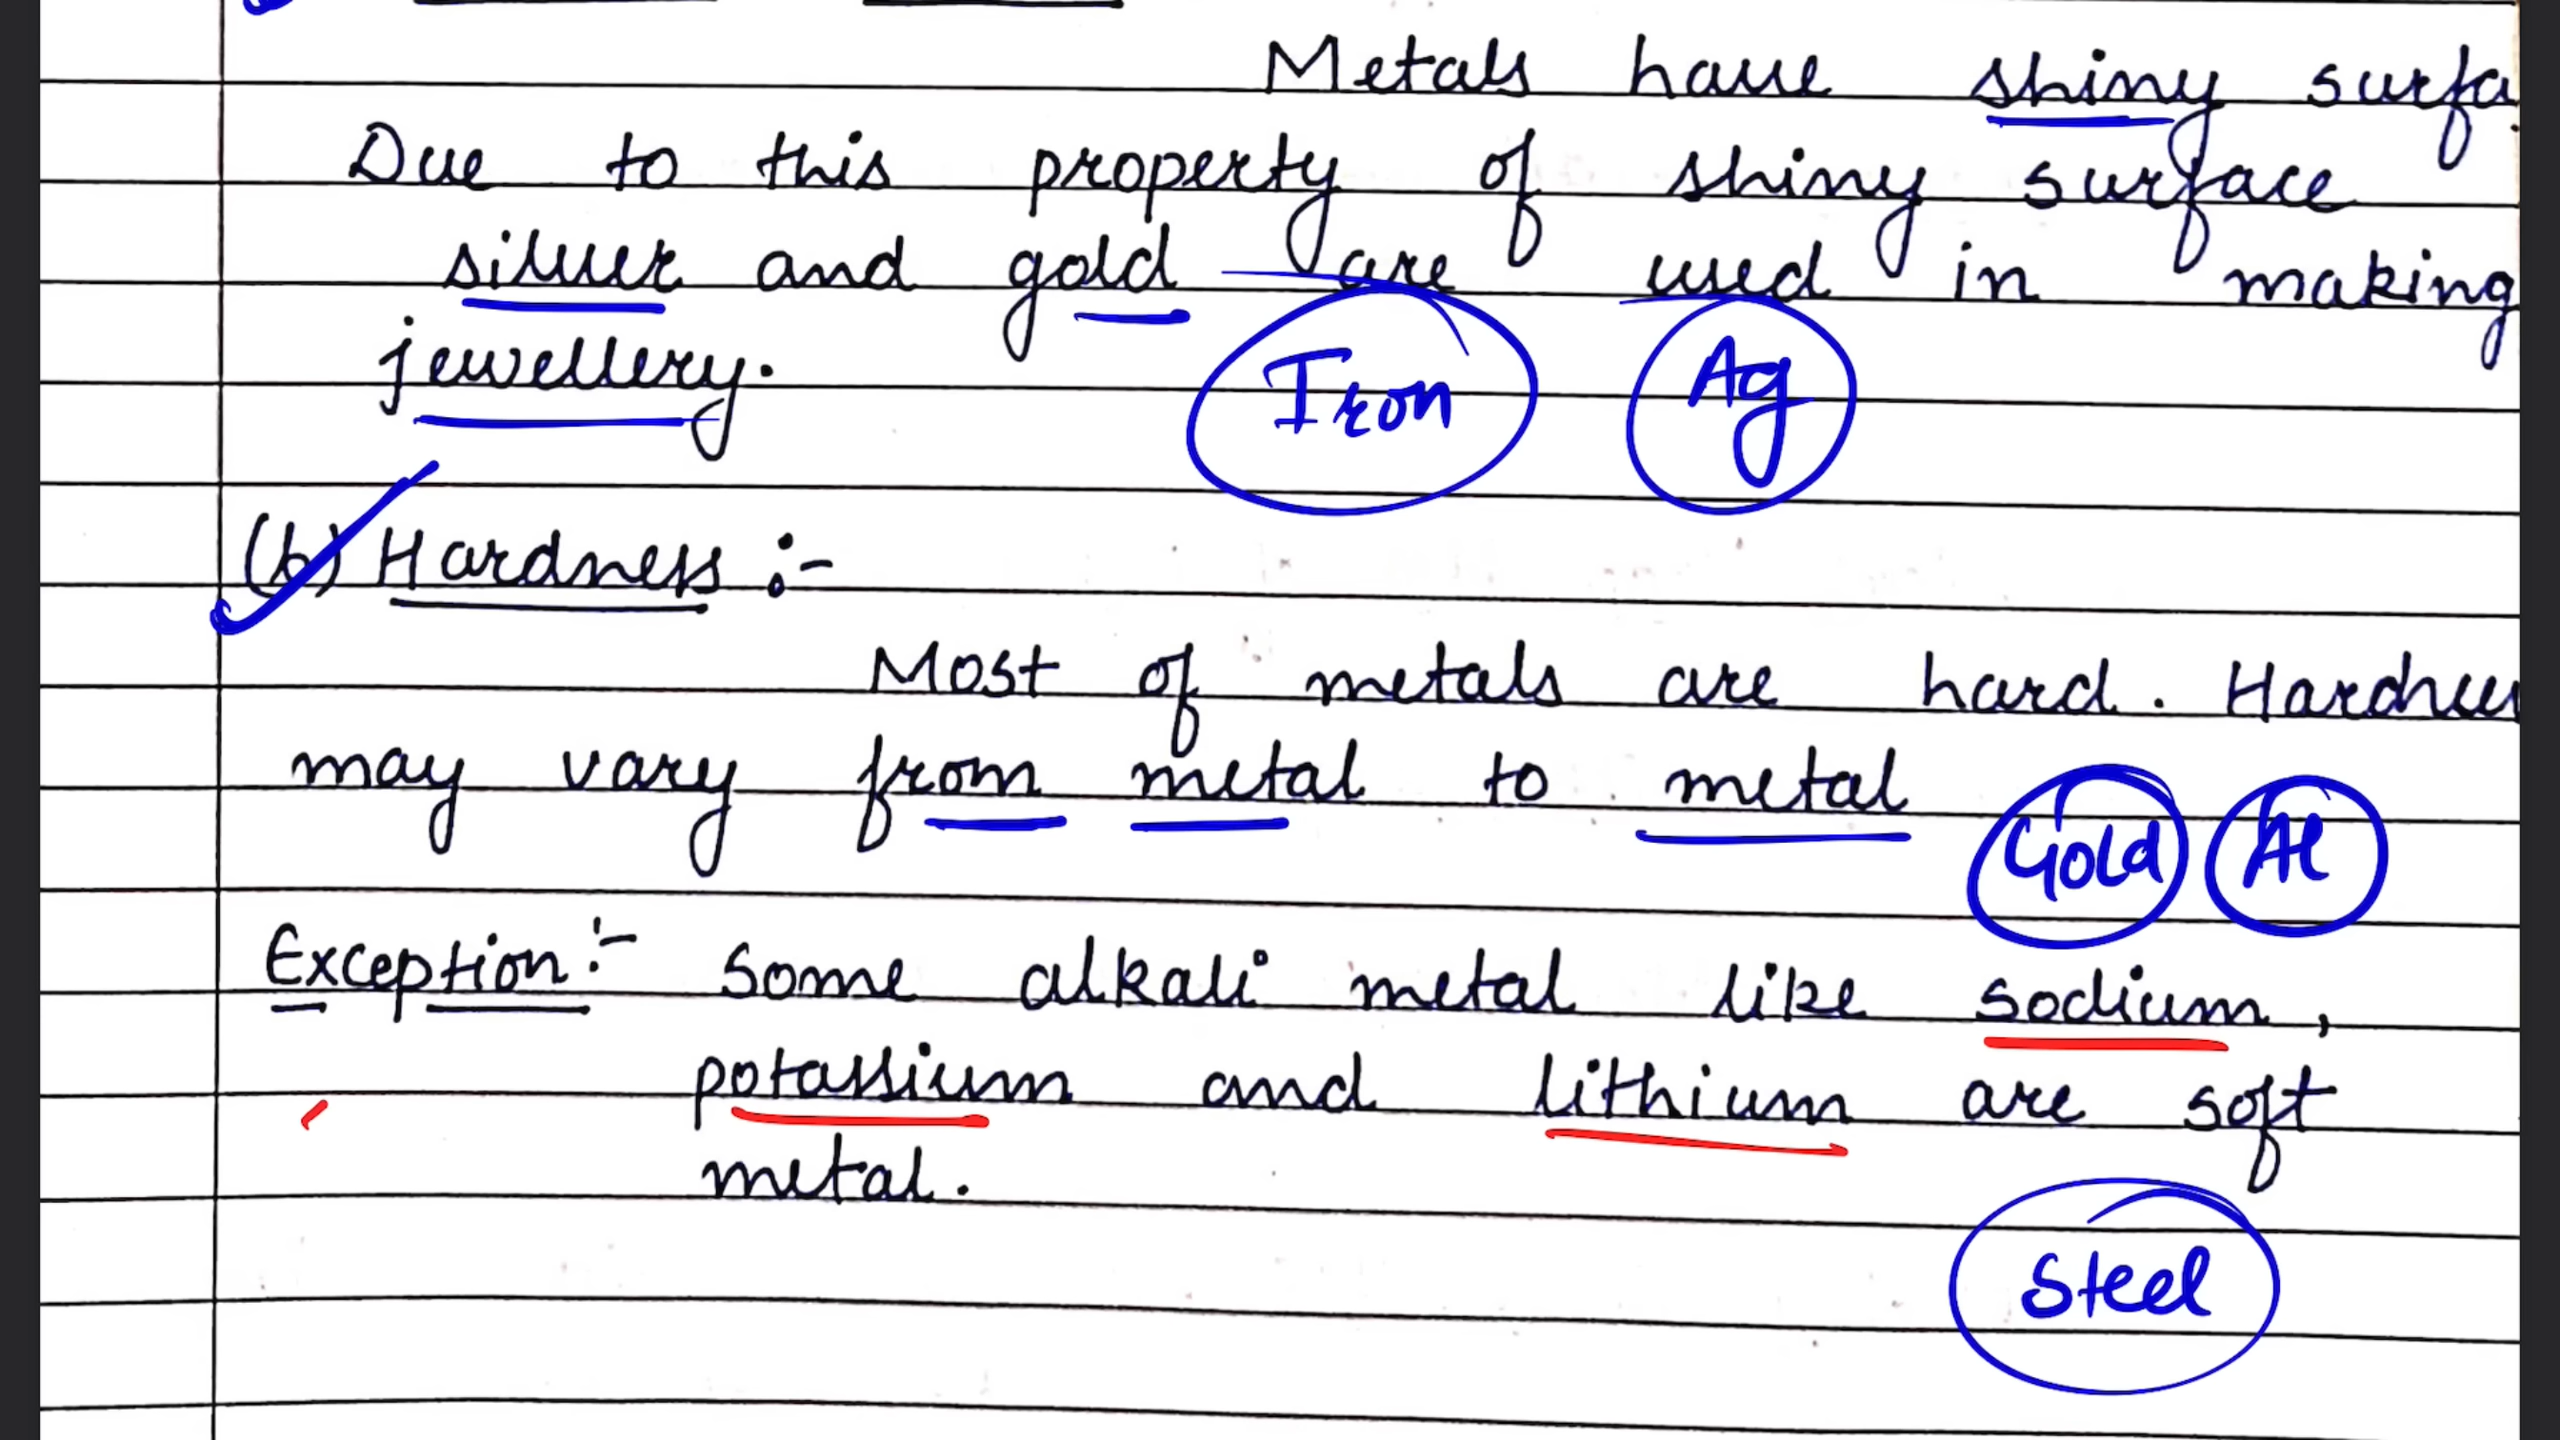 Metals have shiny surfa
Due to this property of shiny surface
silver and gold are used in making
jewellery.
Iron Ag
(b) Hardness :-
Most of metals are hard. Hardne
may vary from metal to metal
Gold Al
Exception :- Some alkali metal like sodium,
potassium and lithium are soft
metal.
Steel